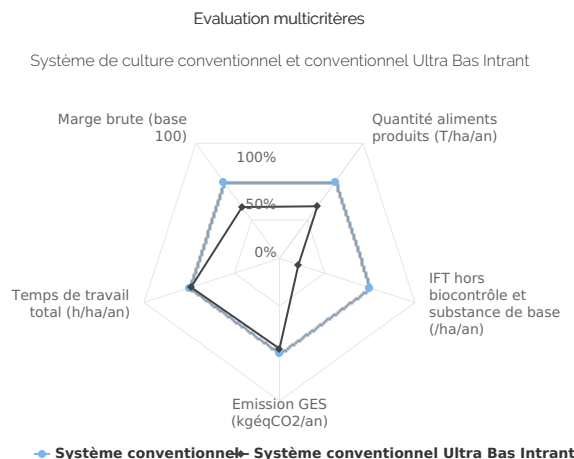 Evaluation multicritères
Système de culture conventionnel et conventionnel Ultra Bas Intrant
Marge brute (base
100)
Quantité aliments
produits (T/ha/an)
100%
50%
0%
IFT hors
biocontrôle et
substance de base
(/ha/an)
Temps de travail
total (h/ha/an)
Emission GES
(kgéqCO2/an)
Système conventionnel
Système conventionnel Ultra Bas Intrant